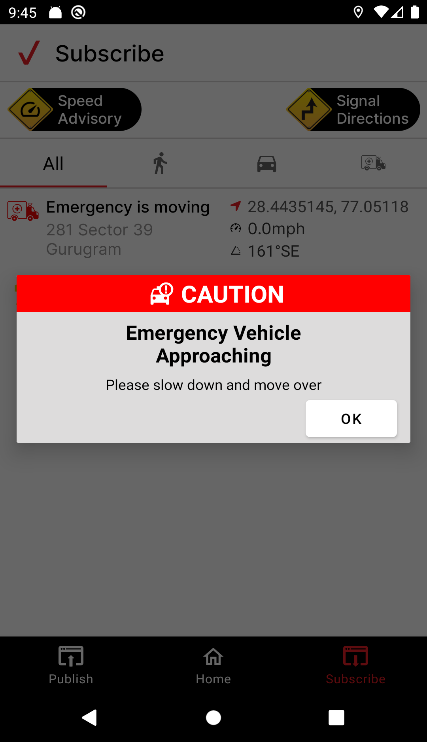 9:45
Subscribe
Speed
Advisory
Signal
Directions
All
Emergency is moving
281 Sector 39
Gurugram
28.4435145, 77.05118
0.0mph
161°SE
CAUTION
Emergency Vehicle
Approaching
Please slow down and move over
OK
Publish
Home
Subscribe